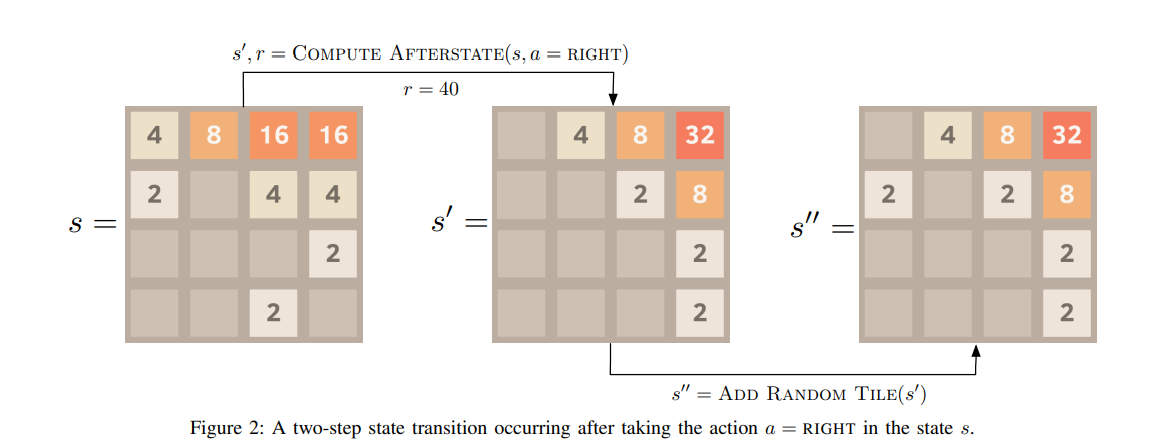 s′, r = COMPUTE AFTERSTATE(s, a = RIGHT)
r = 40
s =
4 8 16 16
2 4 4
2
2
s′ =
4 8 32
2 8
2
2
s′′ =
4 8 32
2 2 8
2
2
s′′ = ADD RANDOM TILE(s′)
Figure 2: A two-step state transition occurring after taking the action a = RIGHT in the state s.